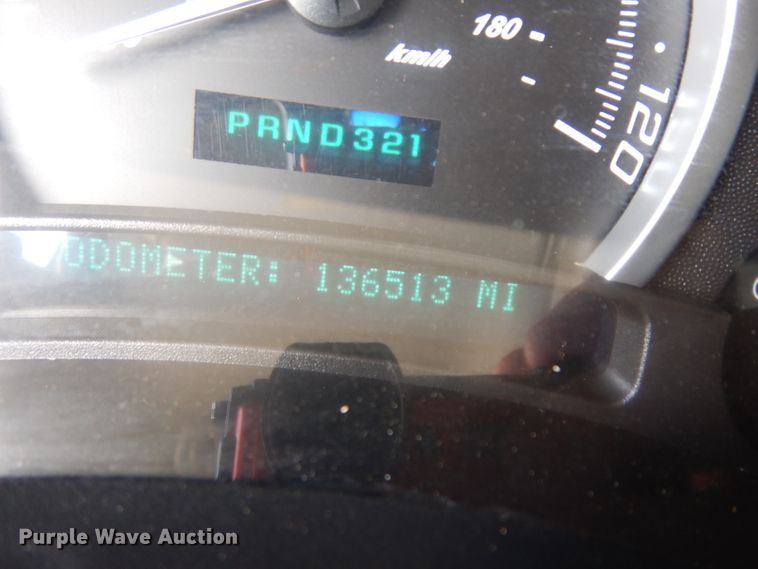 180
km/h
120
PRND321
ODOMETER: 136513 MI
Purple Wave Auction